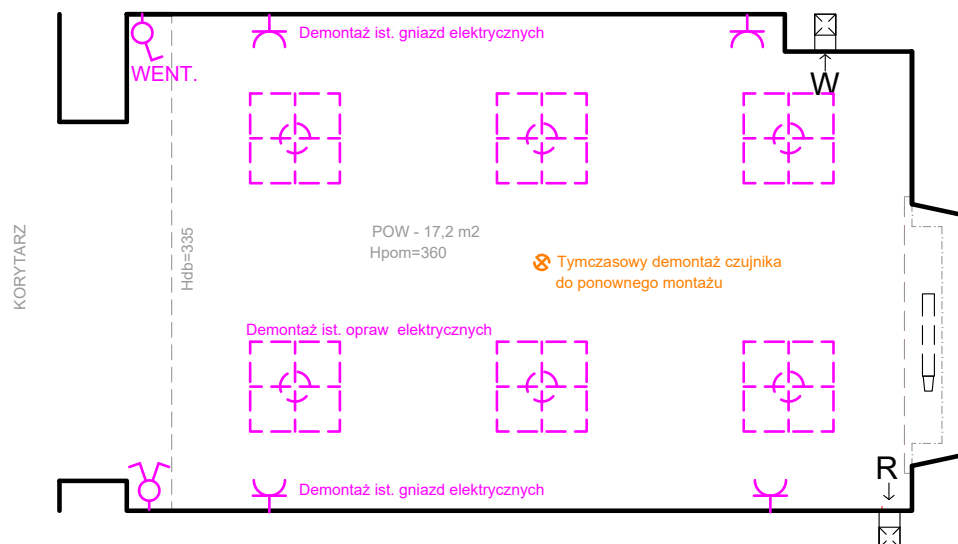 Demontaż ist. gniazd elektrycznych
WENT.
W
KORYTARZ
Hdb=335
POW - 17,2 m2
Hpom=360
Tymczasowy demontaż czujnika
do ponownego montażu
Demontaż ist. opraw elektrycznych
Demontaż ist. gniazd elektrycznych
R